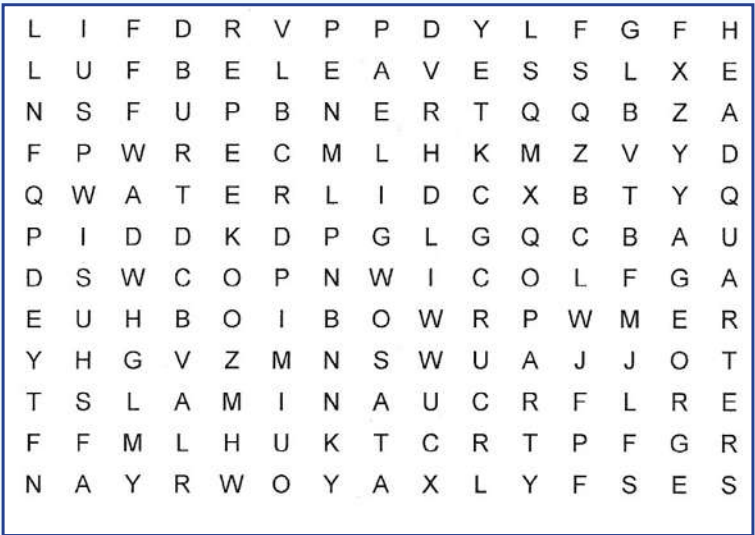 L I F D R V P P D Y L F G F H
L U F B E L E A V E S S L X E
N S F U P B N E R T Q Q B Z A
F P W R E C M L H K M Z V Y D
Q W A T E R L I D C X B T Y Q
P I D D K D P G L G Q C B A U
D S W C O P N W I C O L F G A
E U H B O I B O W R P W M E R
Y H G V Z M N S W U A J J O T
T S L A M I N A U C R F L R E
F F M L H U K T C R T P F G R
N A Y R W O Y A X L Y F S E S